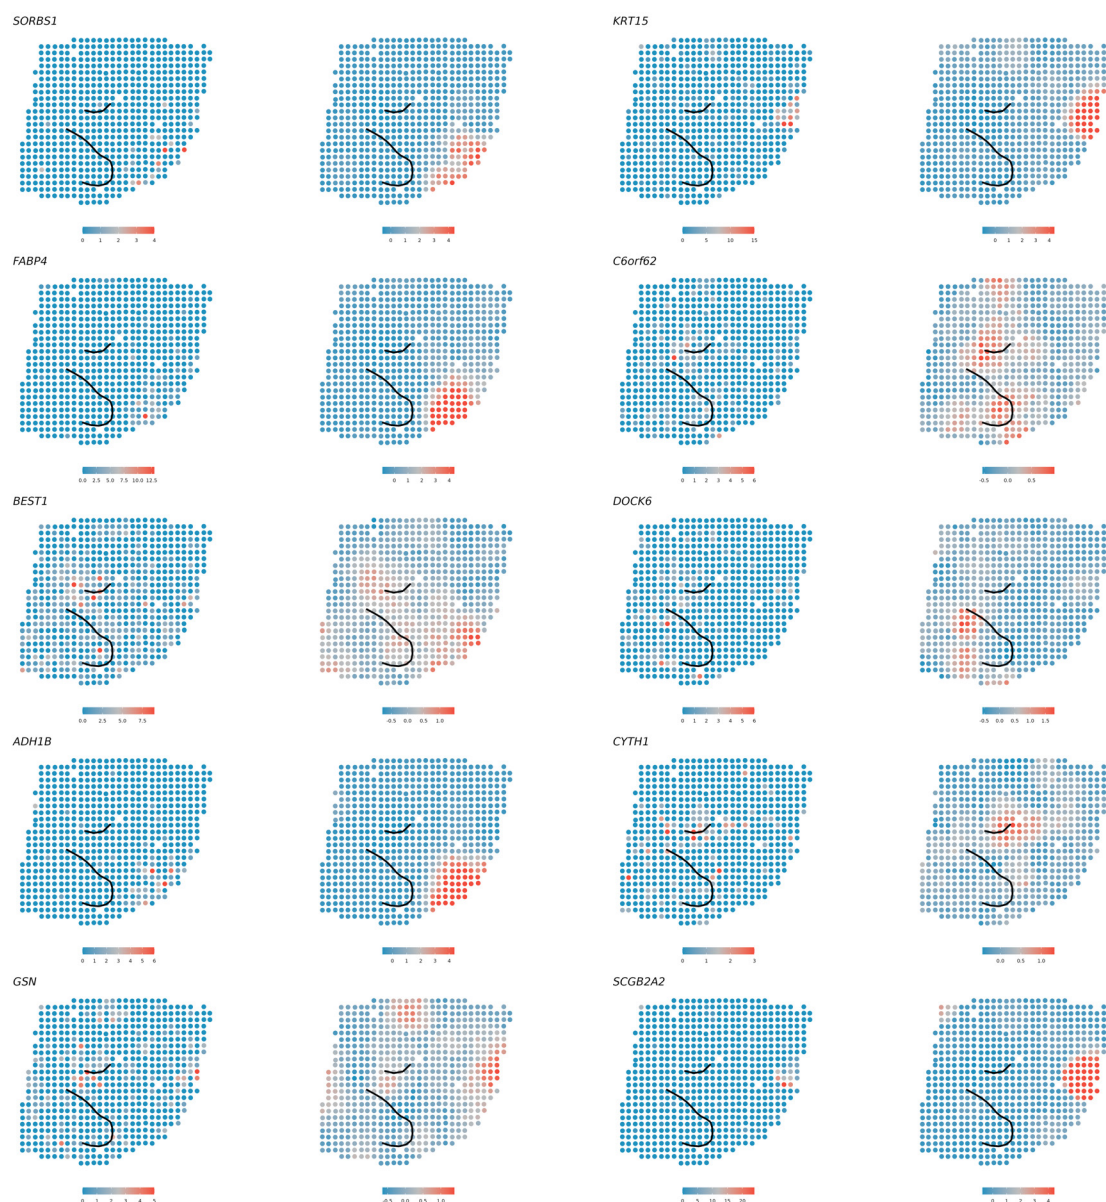 SORBS1 KRT15
0 1 2 3 4 0 1 2 3 4 0 5 10 15 0 1 2 3 4
FABP4 C6orf62
0.0 2.5 5.0 7.5 10.0 12.5 0 1 2 3 4 0 1 2 3 4 5 6 -0.5 0.0 0.5
BEST1 DOCK6
0.0 2.5 5.0 7.5 -0.5 0.0 0.5 1.0 0 1 2 3 4 5 6 -0.5 0.0 0.5 1.0 1.5
ADH1B CYTH1
0 1 2 3 4 5 6 0 1 2 3 4 0 1 2 3 0.0 0.5 1.0
GSN SCGB2A2
0 1 2 3 4 5 -0.5 0.0 0.5 1.0 0 5 10 15 20 0 1 2 3 4